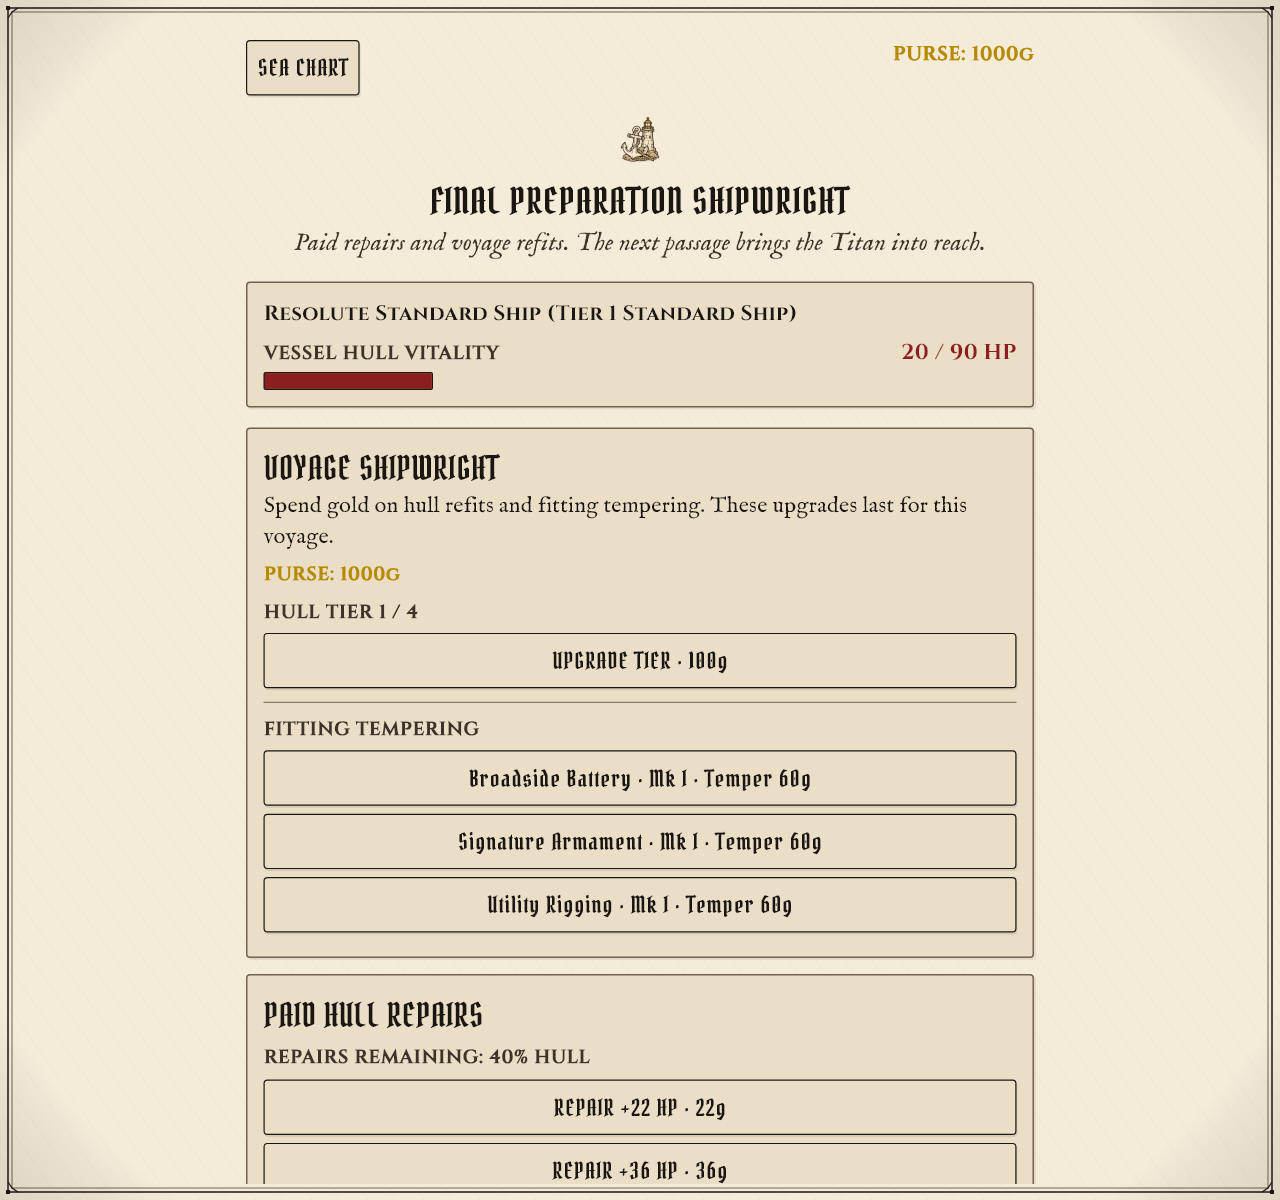 SEA CHART
PURSE: 1000G
FINAL PREPARATION SHIPWRIGHT
Paid repairs and voyage refits. The next passage brings the Titan into reach.
Resolute Standard Ship (Tier 1 Standard Ship)
VESSEL HULL VITALITY
20 / 90 HP
VOYAGE SHIPWRIGHT
Spend gold on hull refits and fitting tempering. These upgrades last for this
voyage.
PURSE: 1000G
HULL TIER 1 / 4
UPGRADE TIER · 100g
FITTING TEMPERING
Broadside Battery · Mk I · Temper 60g
Signature Armament · Mk I · Temper 60g
Utility Rigging · Mk I · Temper 60g
PAID HULL REPAIRS
REPAIRS REMAINING: 40% HULL
REPAIR +22 HP · 22g
REPAIR +36 HP · 36g